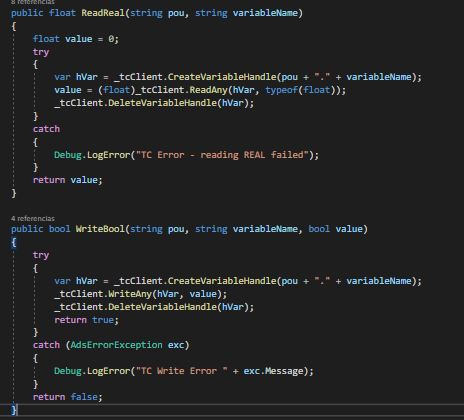 8 referencias
public float ReadReal(string pou, string variableName)
{
    float value = 0;
    try
    {
        var hVar = _tcClient.CreateVariableHandle(pou + "." + variableName);
        value = (float)_tcClient.ReadAny(hVar, typeof(float));
        _tcClient.DeleteVariableHandle(hVar);
    }
    catch
    {
        Debug.LogError("TC Error - reading REAL failed");
    }
    return value;
}
4 referencias
public bool WriteBool(string pou, string variableName, bool value)
{
    try
    {
        var hVar = _tcClient.CreateVariableHandle(pou + "." + variableName);
        _tcClient.WriteAny(hVar, value);
        _tcClient.DeleteVariableHandle(hVar);
        return true;
    }
    catch (AdsErrorException exc)
    {
        Debug.LogError("TC Write Error " + exc.Message);
    }
    return false;
}